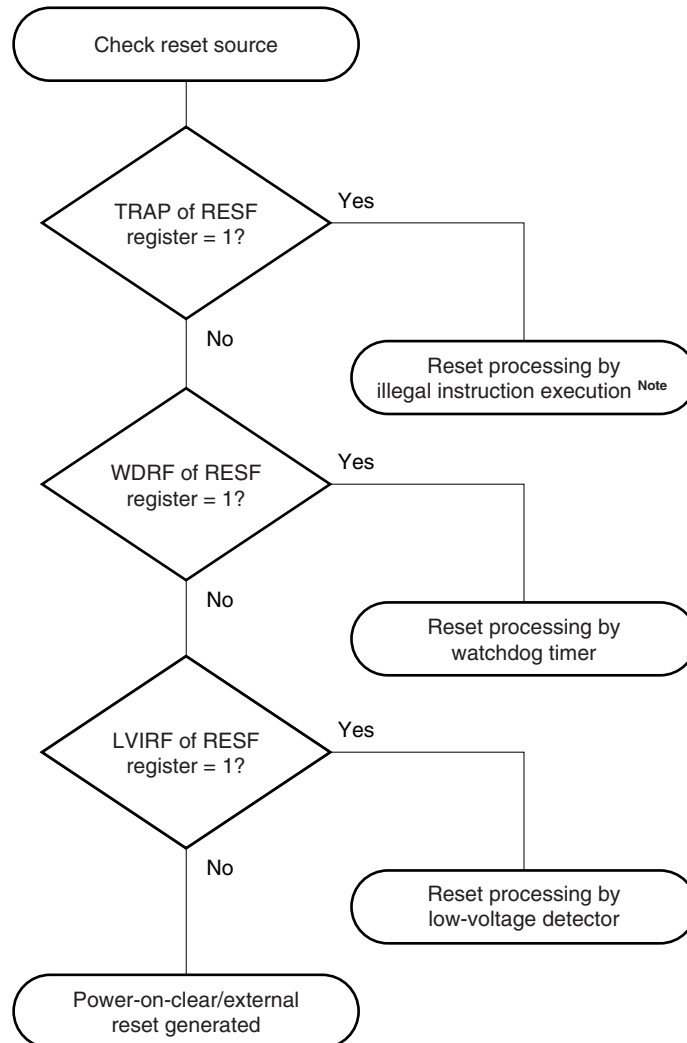 Check reset source
TRAP of RESF
register = 1?
Yes
No
Reset processing by
illegal instruction execution Note
WDRF of RESF
register = 1?
Yes
No
Reset processing by
watchdog timer
LVIRF of RESF
register = 1?
Yes
No
Reset processing by
low-voltage detector
Power-on-clear/external
reset generated